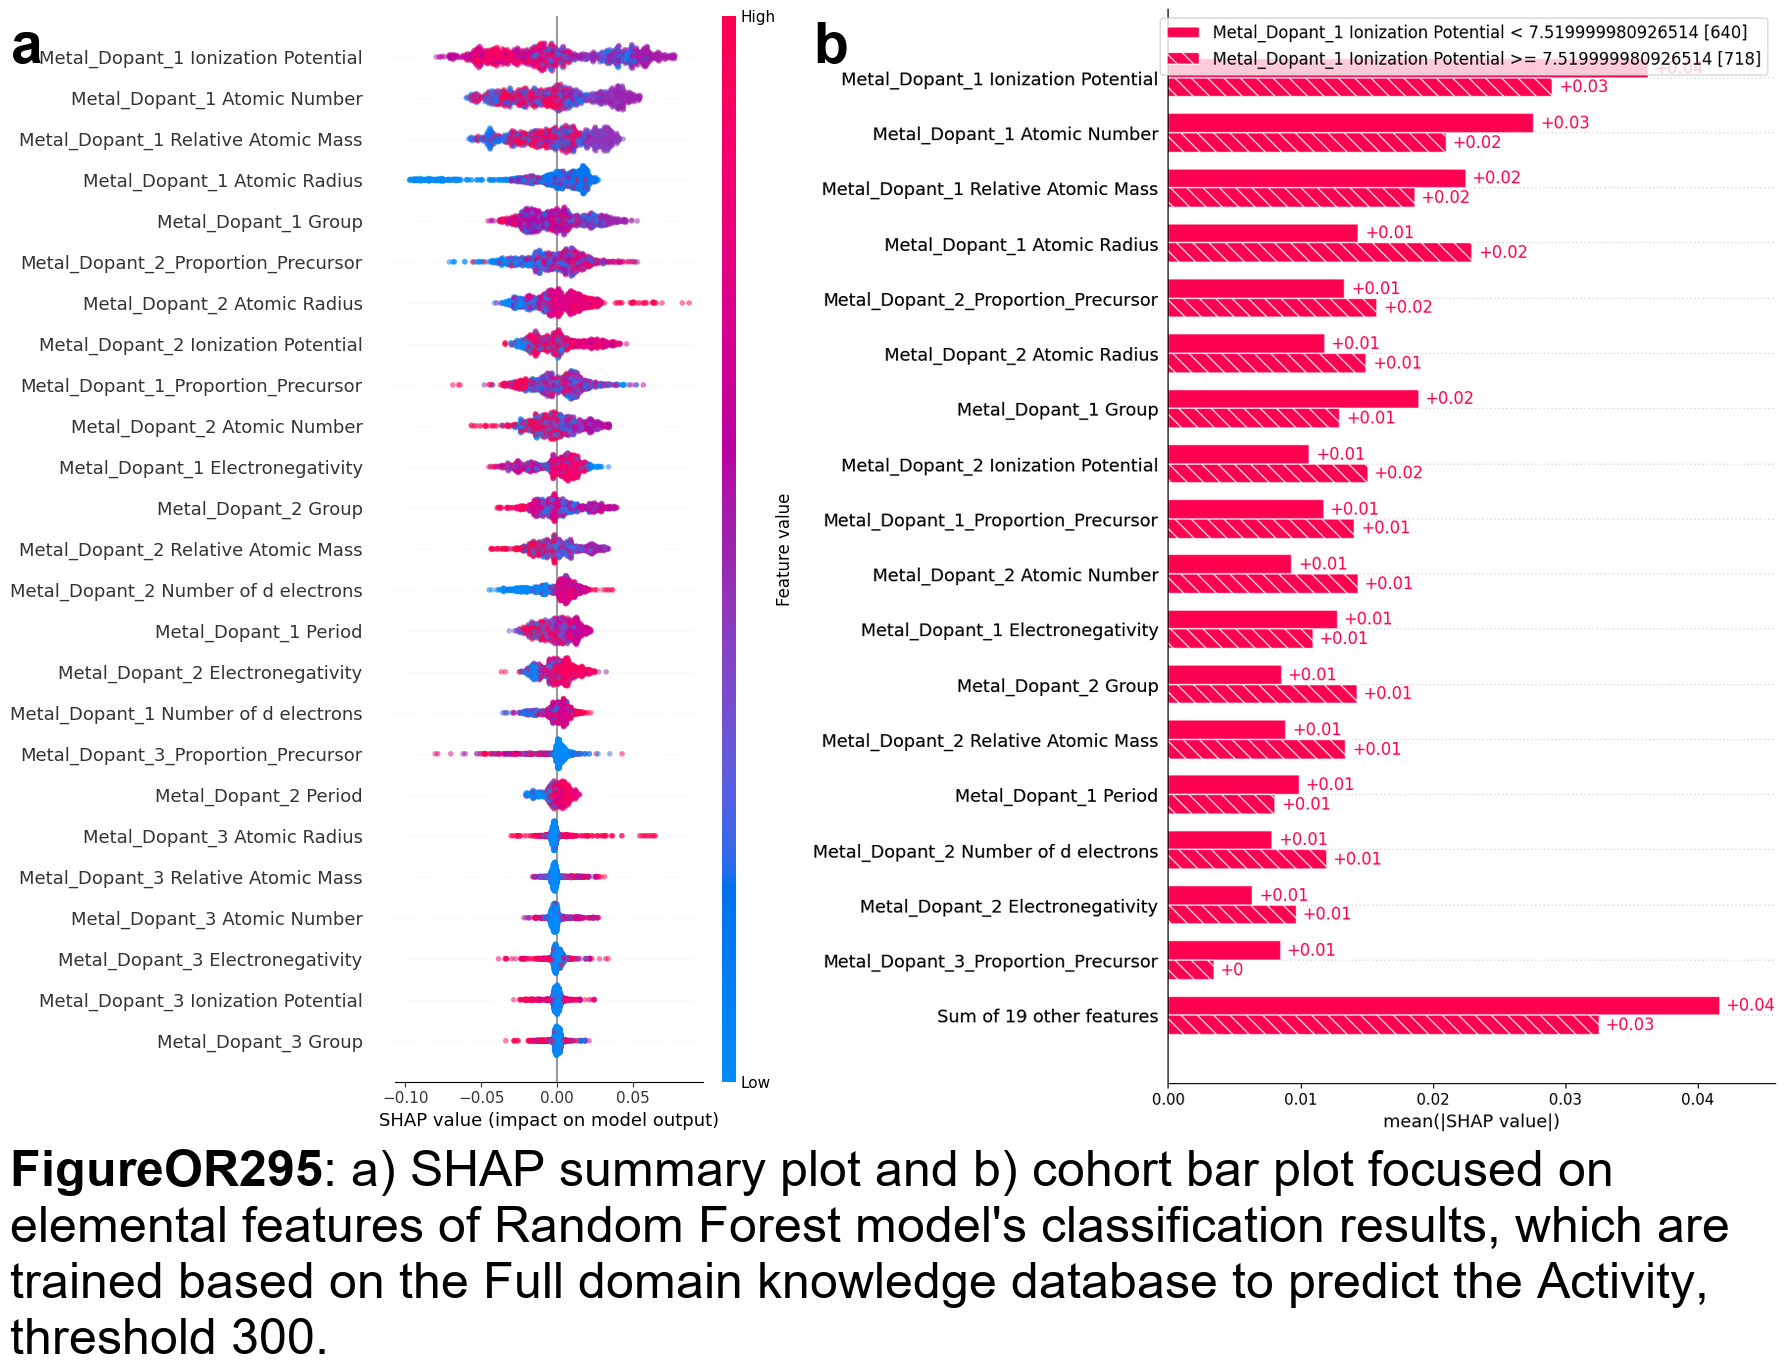 a
Metal_Dopant_1 Ionization Potential
Metal_Dopant_1 Atomic Number
Metal_Dopant_1 Relative Atomic Mass
Metal_Dopant_1 Atomic Radius
Metal_Dopant_1 Group
Metal_Dopant_2_Proportion_Precursor
Metal_Dopant_2 Atomic Radius
Metal_Dopant_2 Ionization Potential
Metal_Dopant_1_Proportion_Precursor
Metal_Dopant_2 Atomic Number
Metal_Dopant_1 Electronegativity
Metal_Dopant_2 Group
Metal_Dopant_2 Relative Atomic Mass
Metal_Dopant_2 Number of d electrons
Metal_Dopant_1 Period
Metal_Dopant_2 Electronegativity
Metal_Dopant_1 Number of d electrons
Metal_Dopant_3_Proportion_Precursor
Metal_Dopant_2 Period
Metal_Dopant_3 Atomic Radius
Metal_Dopant_3 Relative Atomic Mass
Metal_Dopant_3 Atomic Number
Metal_Dopant_3 Electronegativity
Metal_Dopant_3 Ionization Potential
Metal_Dopant_3 Group
−0.10 −0.05 0.00 0.05
SHAP value (impact on model output)
High
Feature value
Low
b
Metal_Dopant_1 Ionization Potential < 7.519999980926514 [640]
Metal_Dopant_1 Ionization Potential >= 7.519999980926514 [718]
Metal_Dopant_1 Ionization Potential
+0.04
+0.03
Metal_Dopant_1 Atomic Number
+0.03
+0.02
Metal_Dopant_1 Relative Atomic Mass
+0.02
+0.02
Metal_Dopant_1 Atomic Radius
+0.01
+0.02
Metal_Dopant_2_Proportion_Precursor
+0.01
+0.02
Metal_Dopant_2 Atomic Radius
+0.01
+0.01
Metal_Dopant_1 Group
+0.02
+0.01
Metal_Dopant_2 Ionization Potential
+0.01
+0.02
Metal_Dopant_1_Proportion_Precursor
+0.01
+0.01
Metal_Dopant_2 Atomic Number
+0.01
+0.01
Metal_Dopant_1 Electronegativity
+0.01
+0.01
Metal_Dopant_2 Group
+0.01
+0.01
Metal_Dopant_2 Relative Atomic Mass
+0.01
+0.01
Metal_Dopant_1 Period
+0.01
+0.01
Metal_Dopant_2 Number of d electrons
+0.01
+0.01
Metal_Dopant_2 Electronegativity
+0.01
+0.01
Metal_Dopant_3_Proportion_Precursor
+0.01
+0
Sum of 19 other features
+0.04
+0.03
0.00 0.01 0.02 0.03 0.04
mean(|SHAP value|)
FigureOR295: a) SHAP summary plot and b) cohort bar plot focused on
elemental features of Random Forest model's classification results, which are
trained based on the Full domain knowledge database to predict the Activity,
threshold 300.